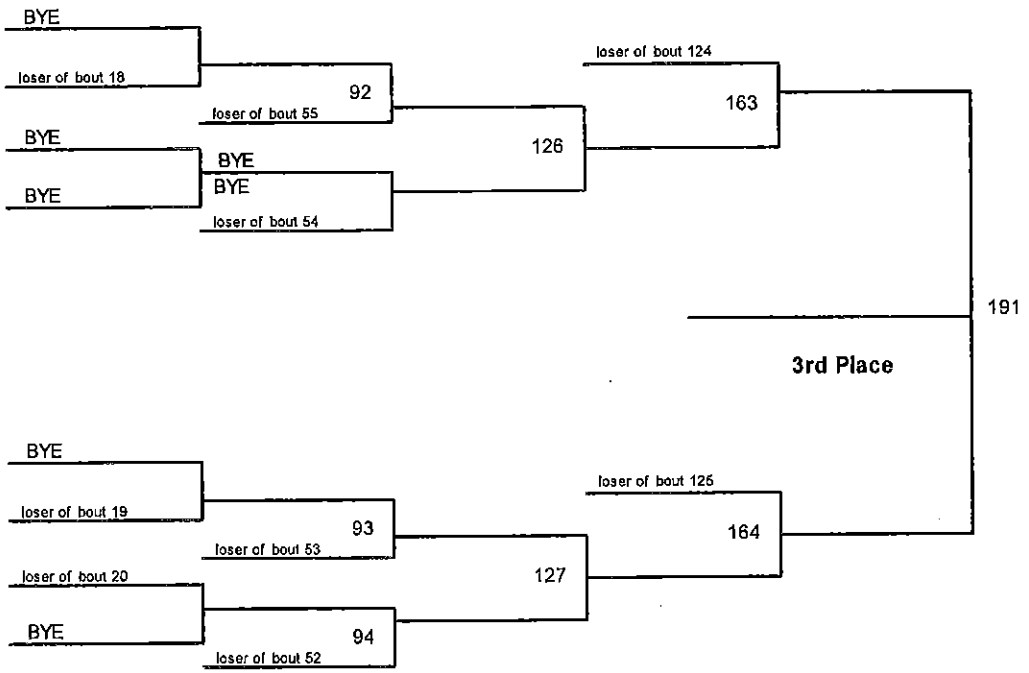 BYE
loser of bout 18
92
loser of bout 55
BYE
BYE
BYE
BYE
loser of bout 54
126
loser of bout 124
163
191
3rd Place
BYE
loser of bout 19
93
loser of bout 53
loser of bout 20
BYE
94
loser of bout 52
127
loser of bout 125
164